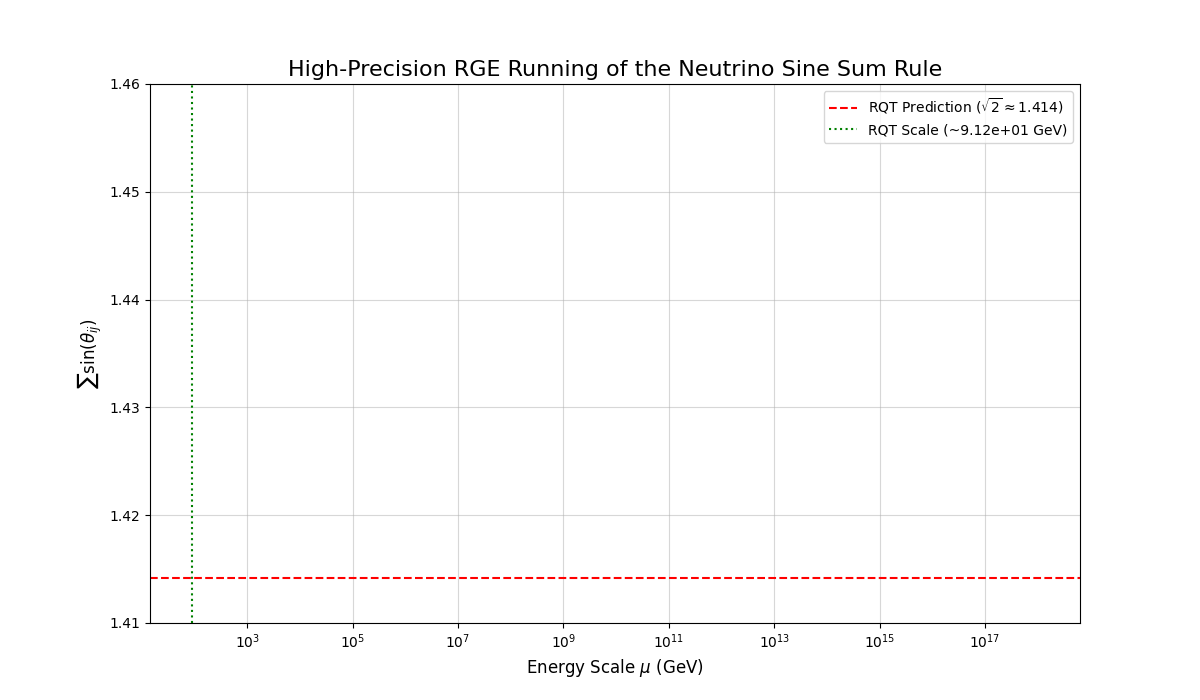 High-Precision RGE Running of the Neutrino Sine Sum Rule
1.46
1.45
1.44
1.43
1.42
1.41
∑sin(θ_ij)
RQT Prediction (√2 ≈ 1.414)
RQT Scale (~9.12e+01 GeV)
10³ 10⁵ 10⁷ 10⁹ 10¹¹ 10¹³ 10¹⁵ 10¹⁷
Energy Scale μ (GeV)